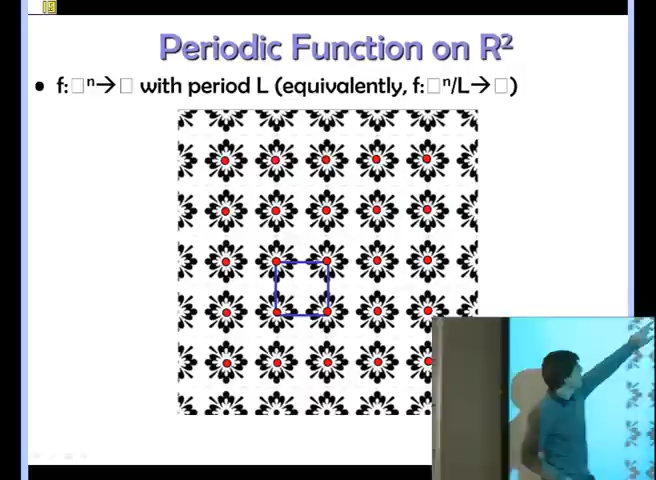 Periodic Function on R²
• f:□ⁿ→□ with period L (equivalently, f:□ⁿ/L→□)